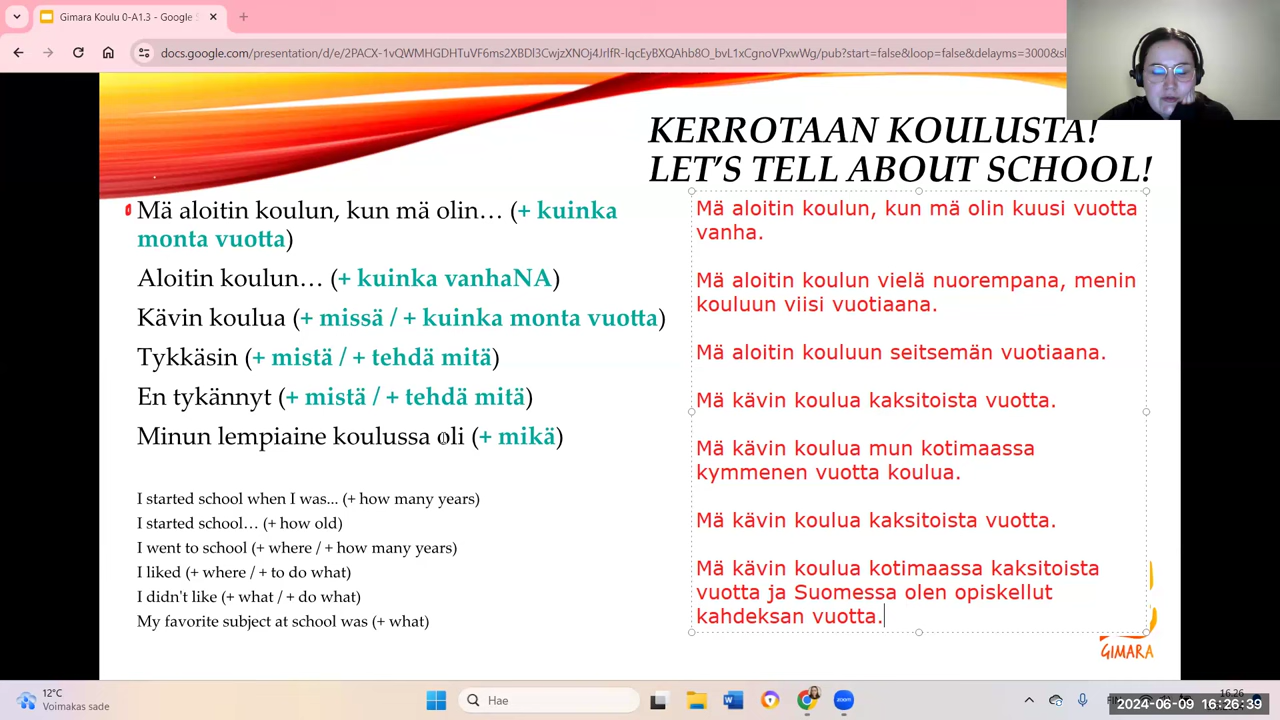 Gimara Koulu 0-A1.3 - Google S
docs.google.com/presentation/d/e/2PACX-1vQWMHGDHTuVF6ms2XBDl3CwjzXNOj4JrIfR-lqcEyBXQAhb8O_bvL1xCgnoVPxwWg/pub?start=false&loop=false&delayms=3000&sl
KERROTAAN KOULUSTA!
LET'S TELL ABOUT SCHOOL!
Mä aloitin koulun, kun mä olin… (+ kuinka
monta vuotta)
Aloitin koulun… (+ kuinka vanhaNA)
Kävin koulua (+ missä / + kuinka monta vuotta)
Tykkäsin (+ mistä / + tehdä mitä)
En tykännyt (+ mistä / + tehdä mitä)
Minun lempiaine koulussa oli (+ mikä)
I started school when I was... (+ how many years)
I started school… (+ how old)
I went to school (+ where / + how many years)
I liked (+ where / + to do what)
I didn't like (+ what / + do what)
My favorite subject at school was (+ what)
Mä aloitin koulun, kun mä olin kuusi vuotta
vanha.
Mä aloitin koulun vielä nuorempana, menin
kouluun viisi vuotiaana.
Mä aloitin kouluun seitsemän vuotiaana.
Mä kävin koulua kaksitoista vuotta.
Mä kävin koulua mun kotimaassa
kymmenen vuotta koulua.
Mä kävin koulua kaksitoista vuotta.
Mä kävin koulua kotimaassa kaksitoista
vuotta ja Suomessa olen opiskellut
kahdeksan vuotta.
GIMARA
12°C
Voimakas sade
Hae
16.26
2024-06-09 16:26:39